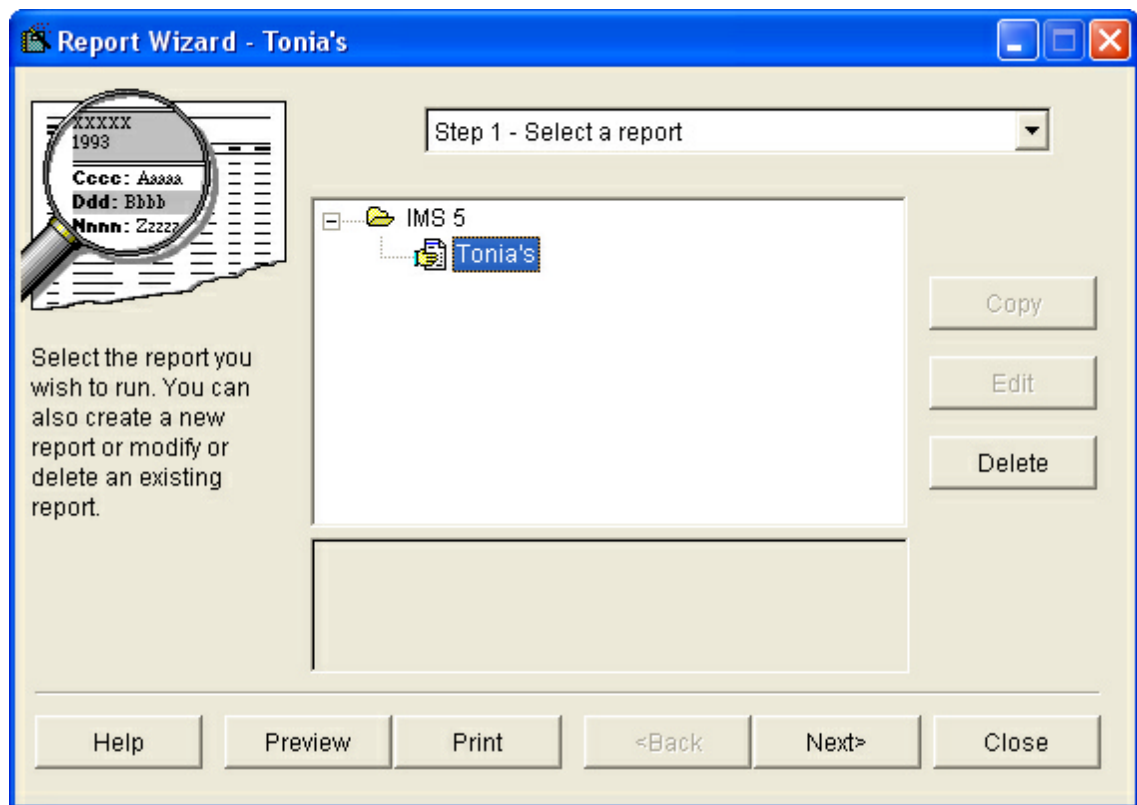 Report Wizard - Tonia's
XXXXX
1993
Cccc: Aaaaa
Ddd: Bbbb
Nnnn: Zzzzz
Step 1 - Select a report
IMS 5
Tonia's
Select the report you
wish to run. You can
also create a new
report or modify or
delete an existing
report.
Copy
Edit
Delete
Help
Preview
Print
<Back
Next>
Close